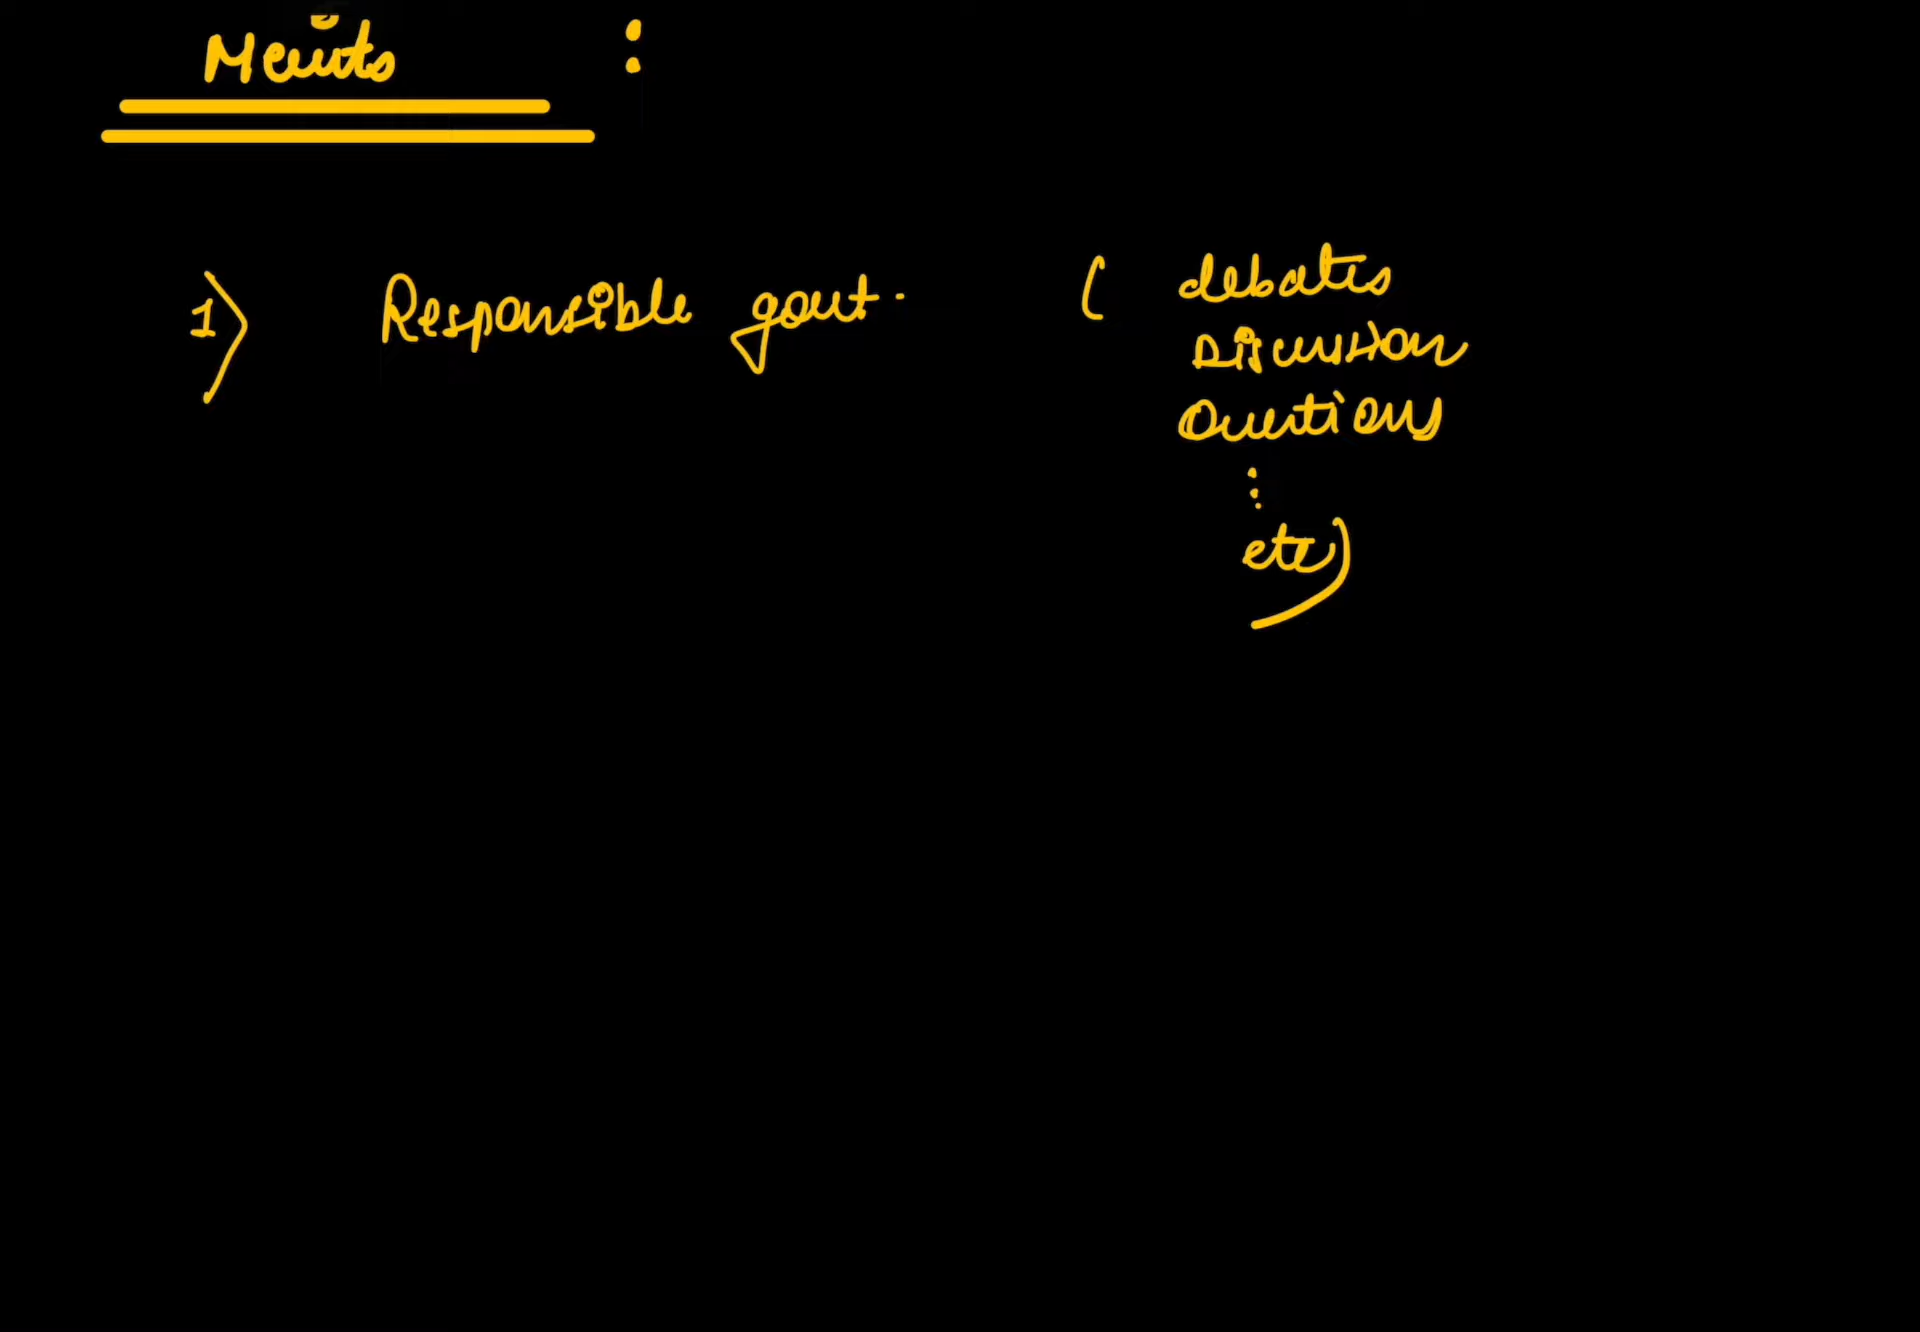 Merits :
1) Responsible govt. ( debates
Discussion
Questions
:
etc)